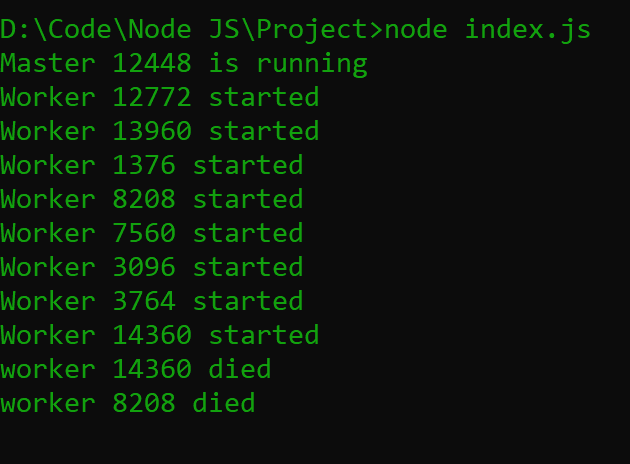 D:\Code\Node JS\Project>node index.js
Master 12448 is running
Worker 12772 started
Worker 13960 started
Worker 1376 started
Worker 8208 started
Worker 7560 started
Worker 3096 started
Worker 3764 started
Worker 14360 started
worker 14360 died
worker 8208 died